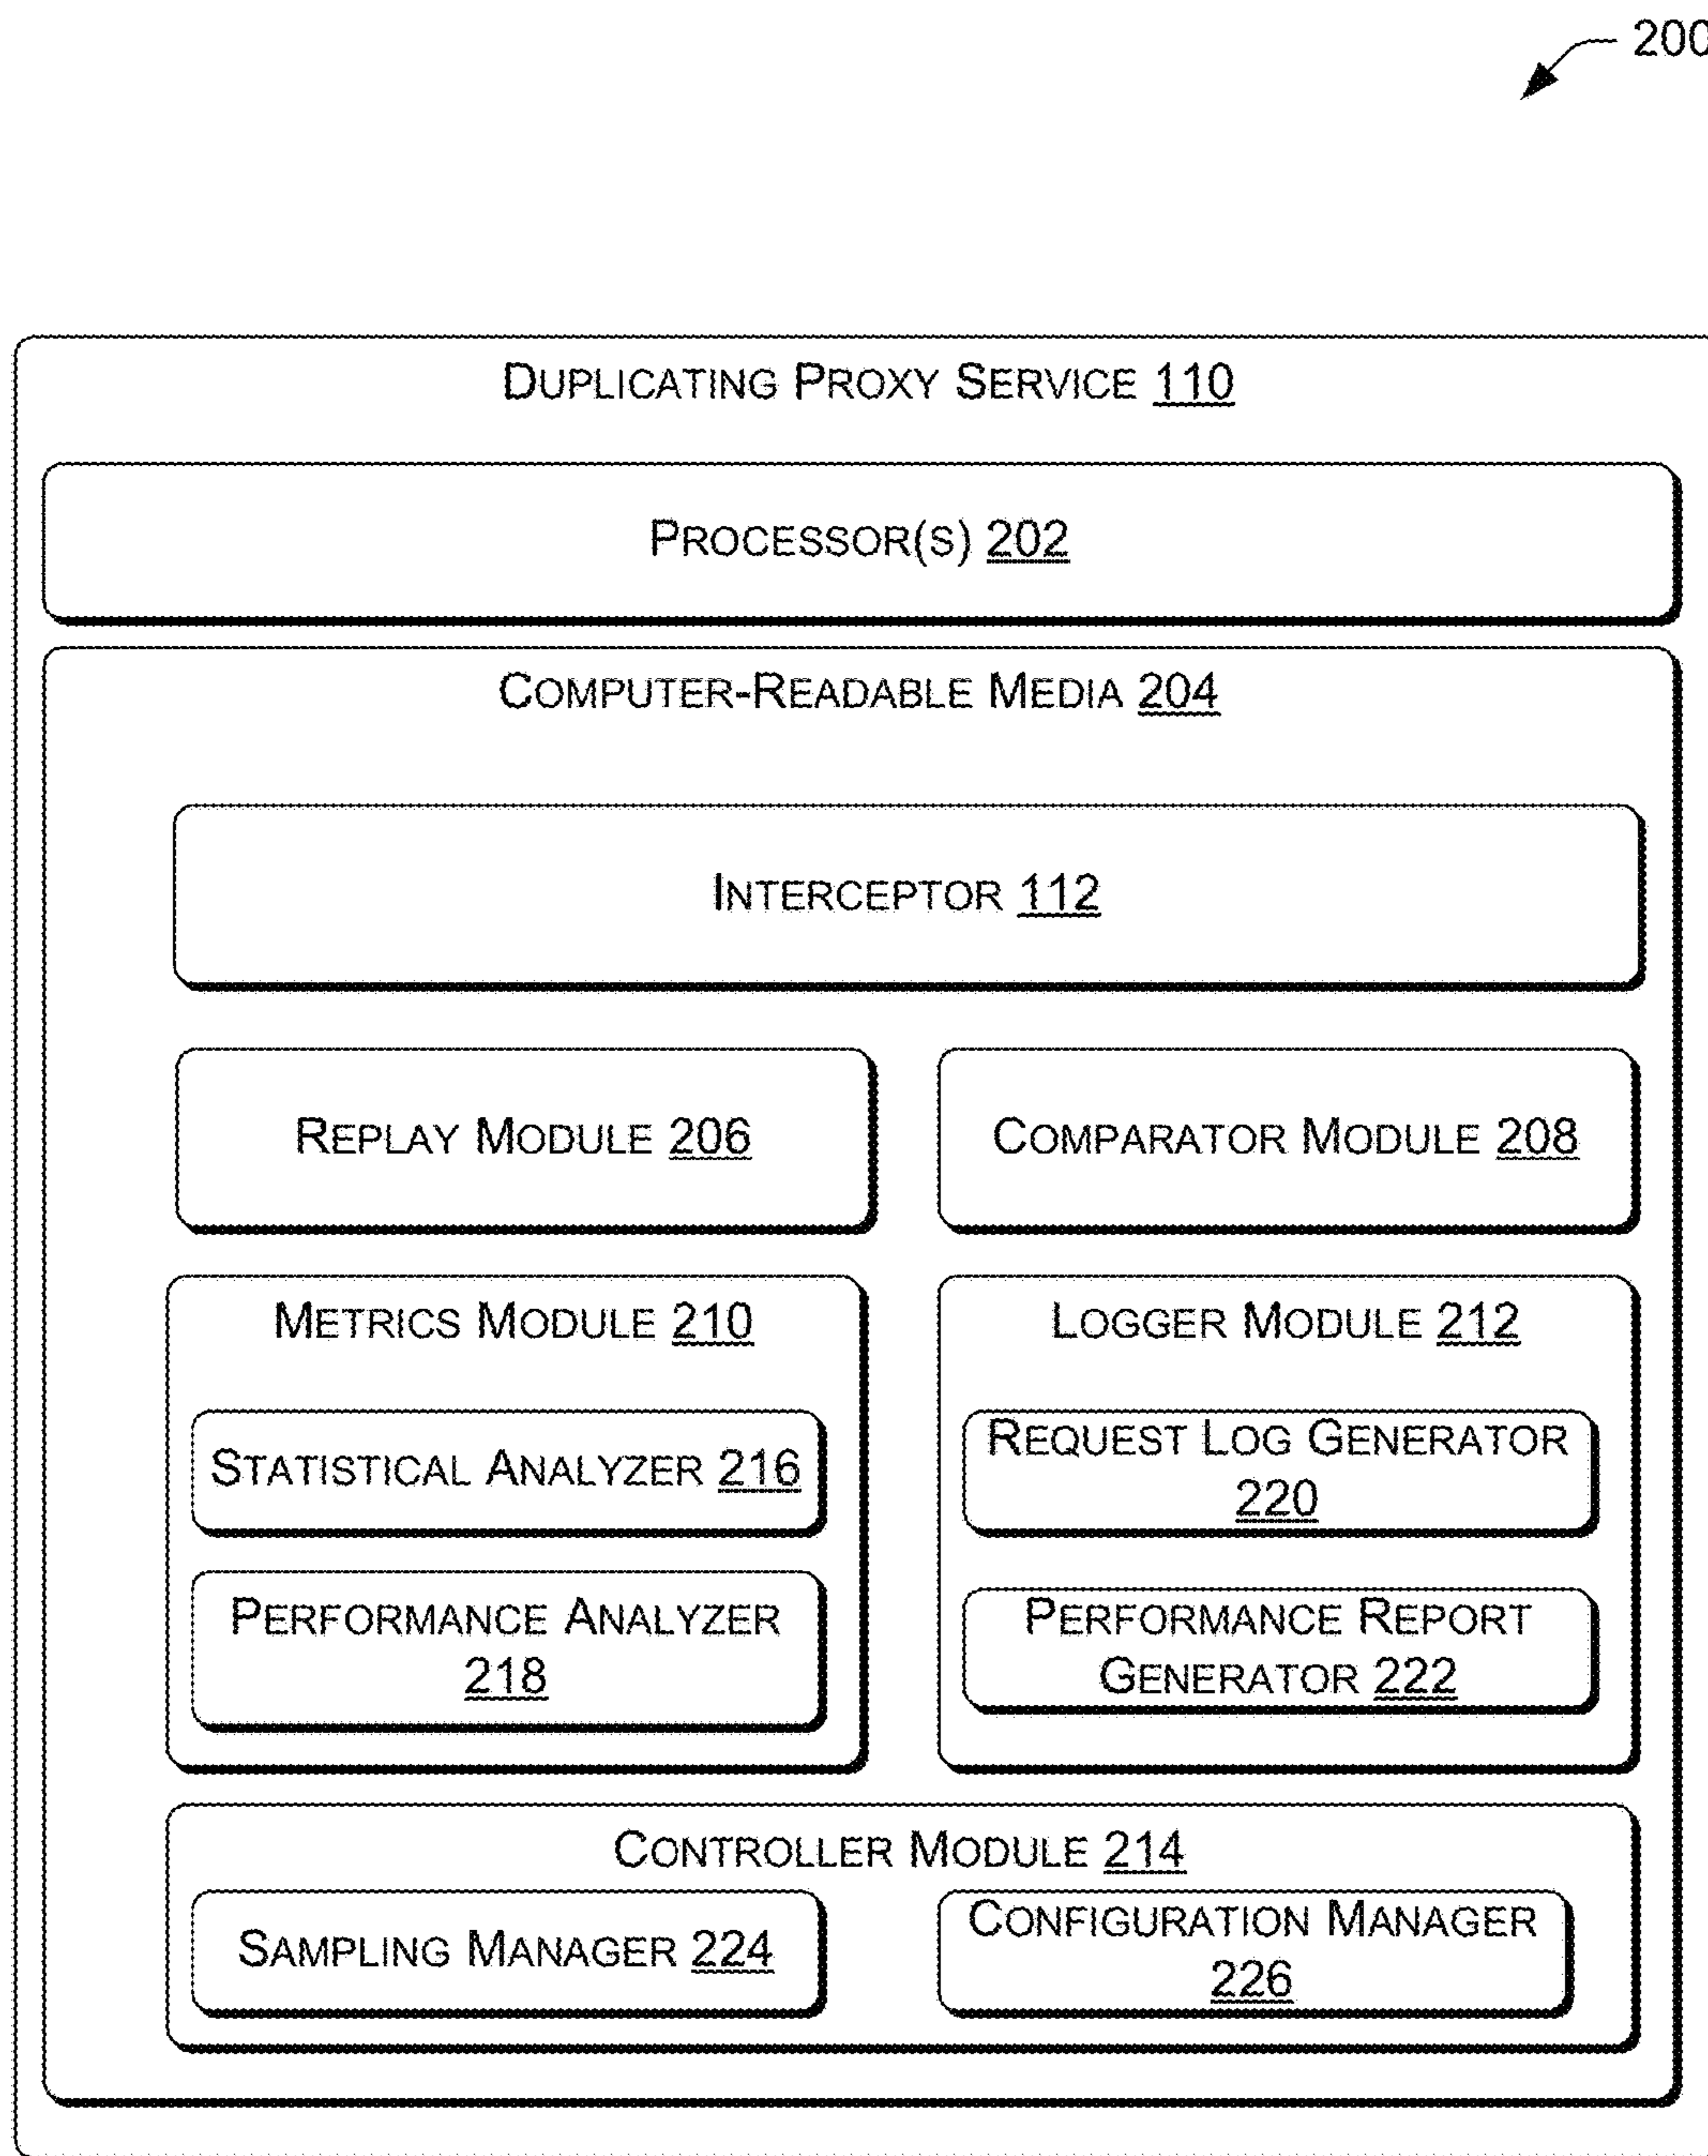 200
DUPLICATING PROXY SERVICE 110
PROCESSOR(S) 202
COMPUTER-READABLE MEDIA 204
INTERCEPTOR 112
REPLAY MODULE 206
COMPARATOR MODULE 208
METRICS MODULE 210
STATISTICAL ANALYZER 216
PERFORMANCE ANALYZER
218
LOGGER MODULE 212
REQUEST LOG GENERATOR
220
PERFORMANCE REPORT
GENERATOR 222
CONTROLLER MODULE 214
SAMPLING MANAGER 224
CONFIGURATION MANAGER
226